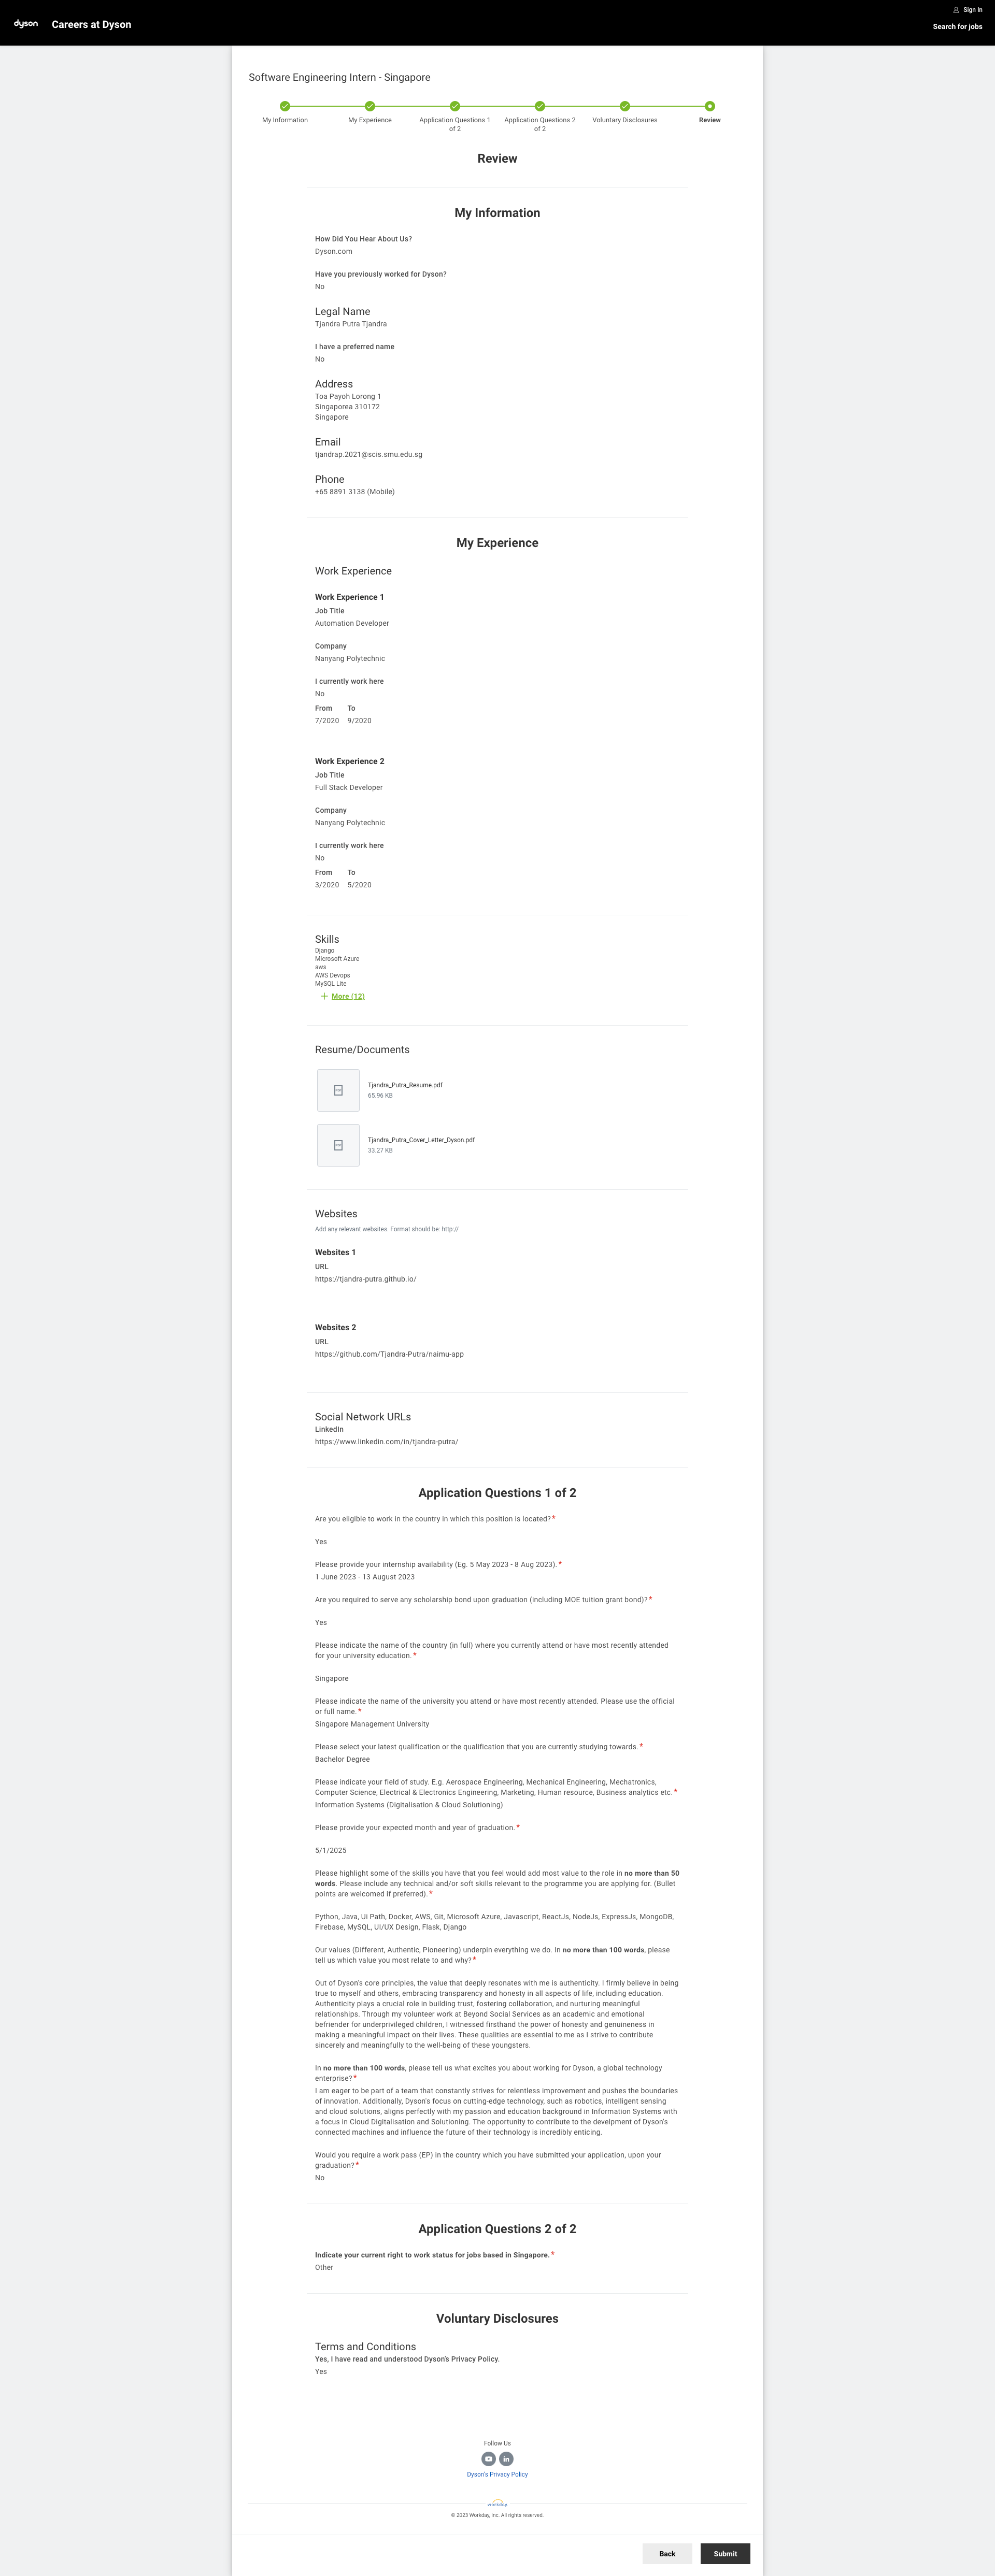 Sign In
dyson
Careers at Dyson
Search for jobs
Software Engineering Intern - Singapore
My Information
My Experience
Application Questions 1
of 2
Application Questions 2
of 2
Voluntary Disclosures
Review
Review
My Information
How Did You Hear About Us?
Dyson.com
Have you previously worked for Dyson?
No
Legal Name
Tjandra Putra Tjandra
I have a preferred name
No
Address
Toa Payoh Lorong 1
Singaporea 310172
Singapore
Email
tjandrap.2021@scis.smu.edu.sg
Phone
+65 8891 3138 (Mobile)
My Experience
Work Experience
Work Experience 1
Job Title
Automation Developer
Company
Nanyang Polytechnic
I currently work here
No
From To
7/2020 9/2020
Work Experience 2
Job Title
Full Stack Developer
Company
Nanyang Polytechnic
I currently work here
No
From To
3/2020 5/2020
Skills
Django
Microsoft Azure
aws
AWS Devops
MySQL Lite
More (12)
Resume/Documents
Tjandra_Putra_Resume.pdf
65.96 KB
Tjandra_Putra_Cover_Letter_Dyson.pdf
33.27 KB
Websites
Add any relevant websites. Format should be: http://
Websites 1
URL
https://tjandra-putra.github.io/
Websites 2
URL
https://github.com/Tjandra-Putra/naimu-app
Social Network URLs
LinkedIn
https://www.linkedin.com/in/tjandra-putra/
Application Questions 1 of 2
Are you eligible to work in the country in which this position is located?*
Yes
Please provide your internship availability (Eg. 5 May 2023 - 8 Aug 2023).*
1 June 2023 - 13 August 2023
Are you required to serve any scholarship bond upon graduation (including MOE tuition grant bond)?*
Yes
Please indicate the name of the country (in full) where you currently attend or have most recently attended
for your university education.*
Singapore
Please indicate the name of the university you attend or have most recently attended. Please use the official
or full name.*
Singapore Management University
Please select your latest qualification or the qualification that you are currently studying towards.*
Bachelor Degree
Please indicate your field of study. E.g. Aerospace Engineering, Mechanical Engineering, Mechatronics,
Computer Science, Electrical & Electronics Engineering, Marketing, Human resource, Business analytics etc.*
Information Systems (Digitalisation & Cloud Solutioning)
Please provide your expected month and year of graduation.*
5/1/2025
Please highlight some of the skills you have that you feel would add most value to the role in no more than 50
words. Please include any technical and/or soft skills relevant to the programme you are applying for. (Bullet
points are welcomed if preferred).*
Python, Java, Ui Path, Docker, AWS, Git, Microsoft Azure, Javascript, ReactJs, NodeJs, ExpressJs, MongoDB,
Firebase, MySQL, UI/UX Design, Flask, Django
Our values (Different, Authentic, Pioneering) underpin everything we do. In no more than 100 words, please
tell us which value you most relate to and why?*
Out of Dyson's core principles, the value that deeply resonates with me is authenticity. I firmly believe in being
true to myself and others, embracing transparency and honesty in all aspects of life, including education.
Authenticity plays a crucial role in building trust, fostering collaboration, and nurturing meaningful
relationships. Through my volunteer work at Beyond Social Services as an academic and emotional
befriender for underprivileged children, I witnessed firsthand the power of honesty and genuineness in
making a meaningful impact on their lives. These qualities are essential to me as I strive to contribute
sincerely and meaningfully to the well-being of these youngsters.
In no more than 100 words, please tell us what excites you about working for Dyson, a global technology
enterprise?*
I am eager to be part of a team that constantly strives for relentless improvement and pushes the boundaries
of innovation. Additionally, Dyson's focus on cutting-edge technology, such as robotics, intelligent sensing
and cloud solutions, aligns perfectly with my passion and education background in Information Systems with
a focus in Cloud Digitalisation and Solutioning. The opportunity to contribute to the develpment of Dyson's
connected machines and influence the future of their technology is incredibly enticing.
Would you require a work pass (EP) in the country which you have submitted your application, upon your
graduation?*
No
Application Questions 2 of 2
Indicate your current right to work status for jobs based in Singapore.*
Other
Voluntary Disclosures
Terms and Conditions
Yes, I have read and understood Dyson's Privacy Policy.
Yes
Follow Us
Dyson's Privacy Policy
workday
© 2023 Workday, Inc. All rights reserved.
Back
Submit